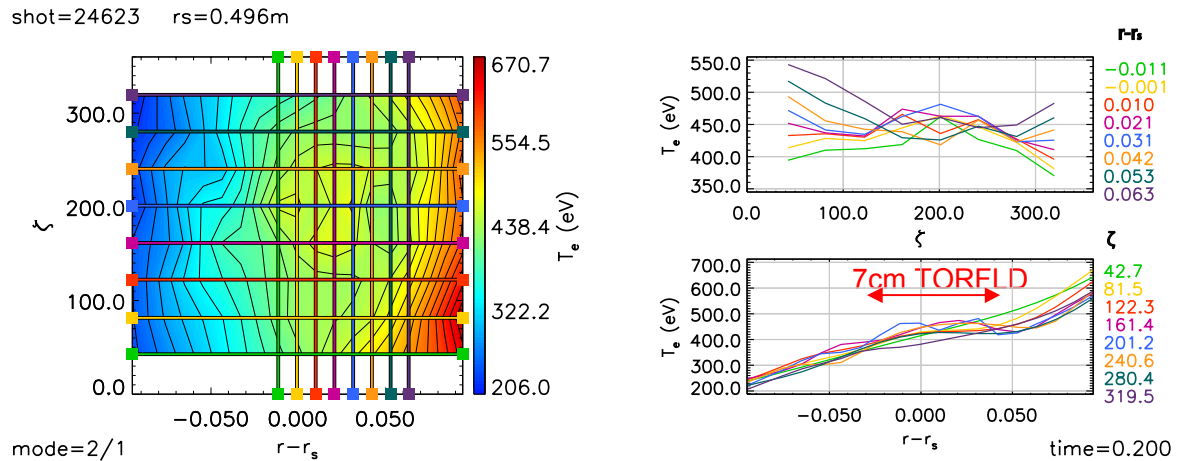 shot=24623 rs=0.496m
300.0
200.0
100.0
0.0
ζ
−0.050 0.000 0.050
r−rs
mode=2/1
670.7
554.5
438.4
322.2
206.0
Te (eV)
550.0
500.0
450.0
400.0
350.0
Te (eV)
0.0 100.0 200.0 300.0
ζ
r−rs
−0.011
−0.001
0.010
0.021
0.031
0.042
0.053
0.063
7cm TORFLD
700.0
600.0
500.0
400.0
300.0
200.0
Te (eV)
−0.050 0.000 0.050
r−rs
ζ
42.7
81.5
122.3
161.4
201.2
240.6
280.4
319.5
time=0.200